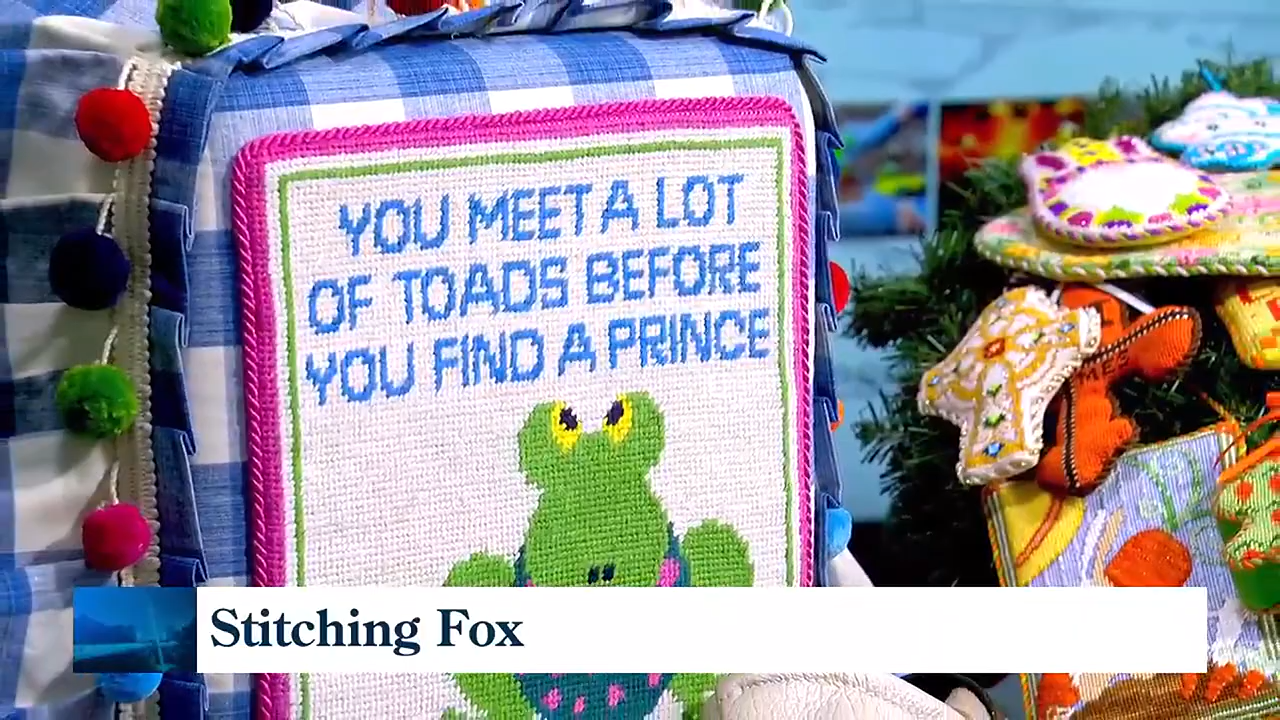 YOU MEET A LOT
OF TOADS BEFORE
YOU FIND A PRINCE
Stitching Fox